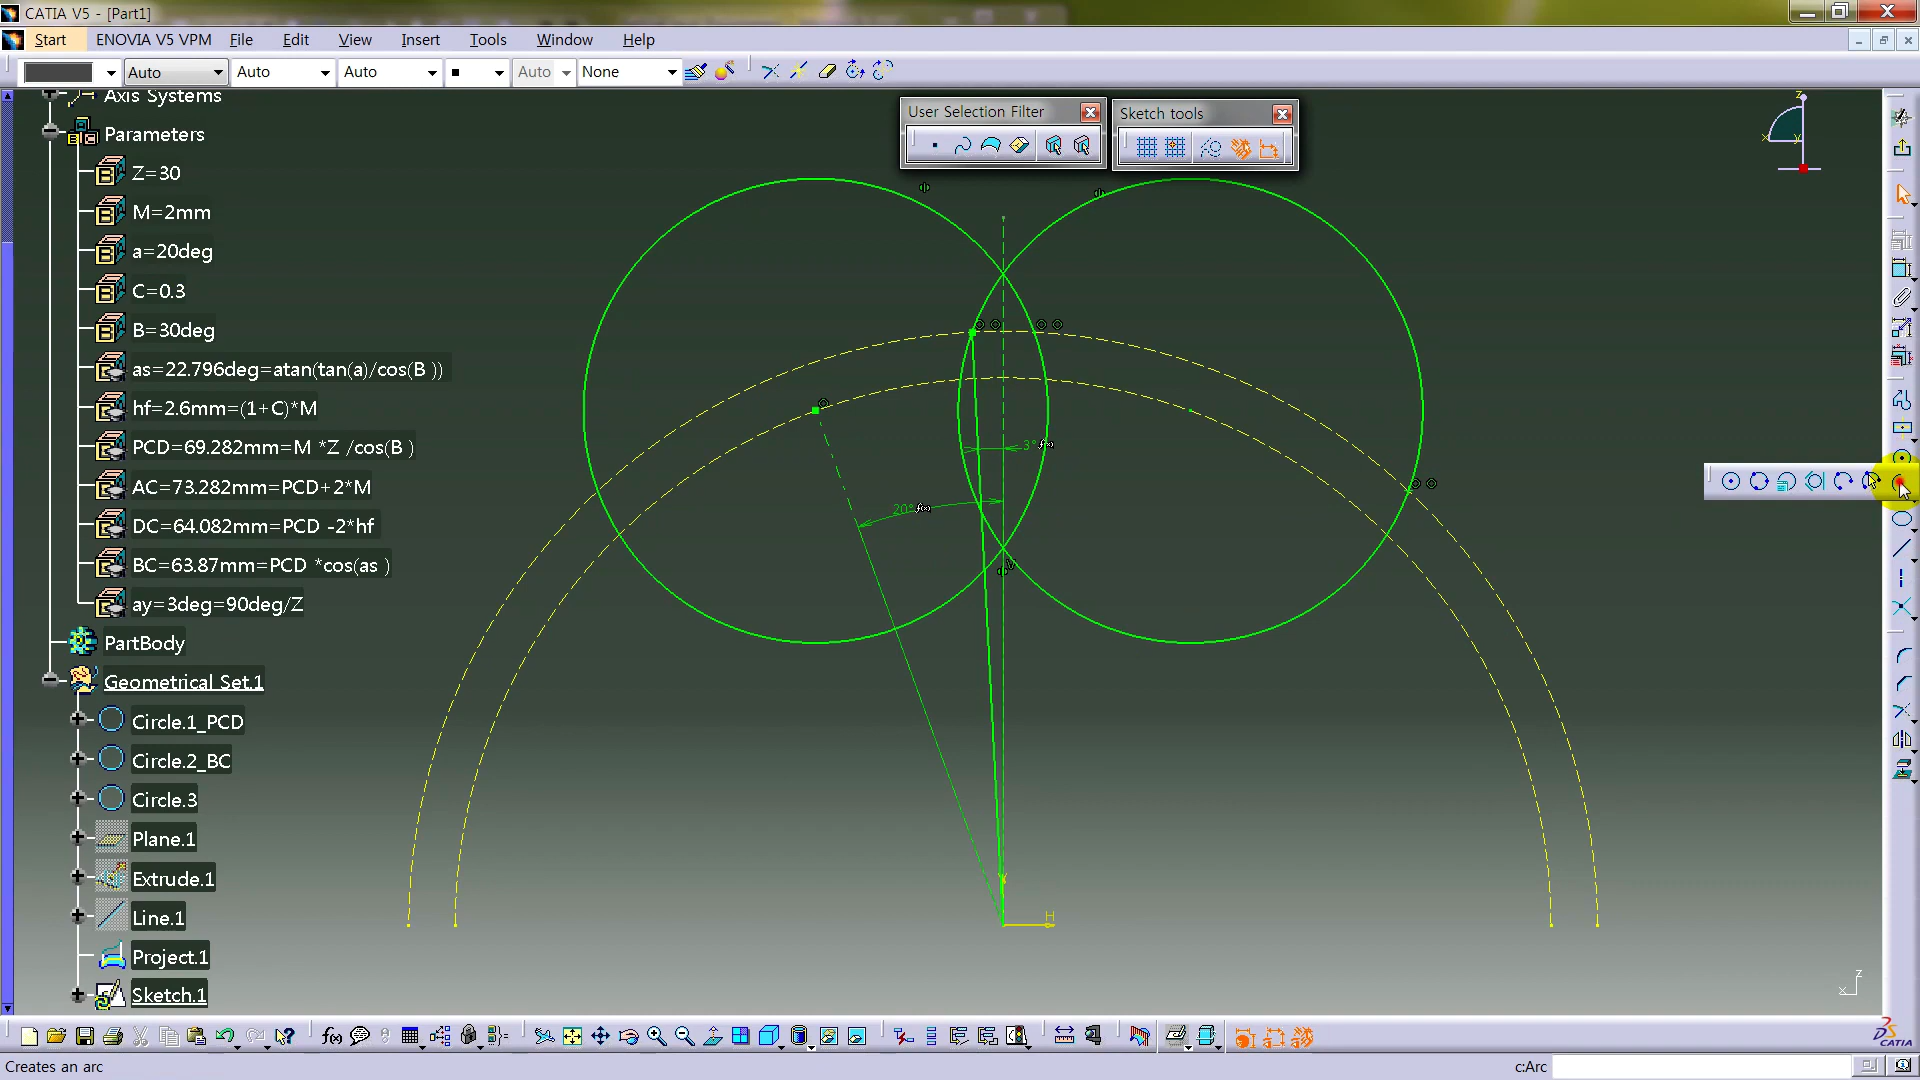 CATIA V5 - [Part1]
Start
ENOVIA V5 VPM
File
Edit
View
Insert
Tools
Window
Help
Auto
Auto
Auto
Auto
None
User Selection Filter
Sketch tools
Axis Systems
Parameters
Z=30
M=2mm
a=20deg
C=0.3
B=30deg
as=22.796deg=atan(tan(a)/cos(B ))
hf=2.6mm=(1+C)*M
PCD=69.282mm=M *Z /cos(B )
AC=73.282mm=PCD+2*M
DC=64.082mm=PCD -2*hf
BC=63.87mm=PCD *cos(as )
ay=3deg=90deg/Z
PartBody
Geometrical Set.1
Circle.1_PCD
Circle.2_BC
Circle.3
Plane.1
Extrude.1
Line.1
Project.1
Sketch.1
3°
f(x)
20°
f(x)
V
H
z
x
y
z
x
f(x)
CATIA
Creates an arc
c:Arc